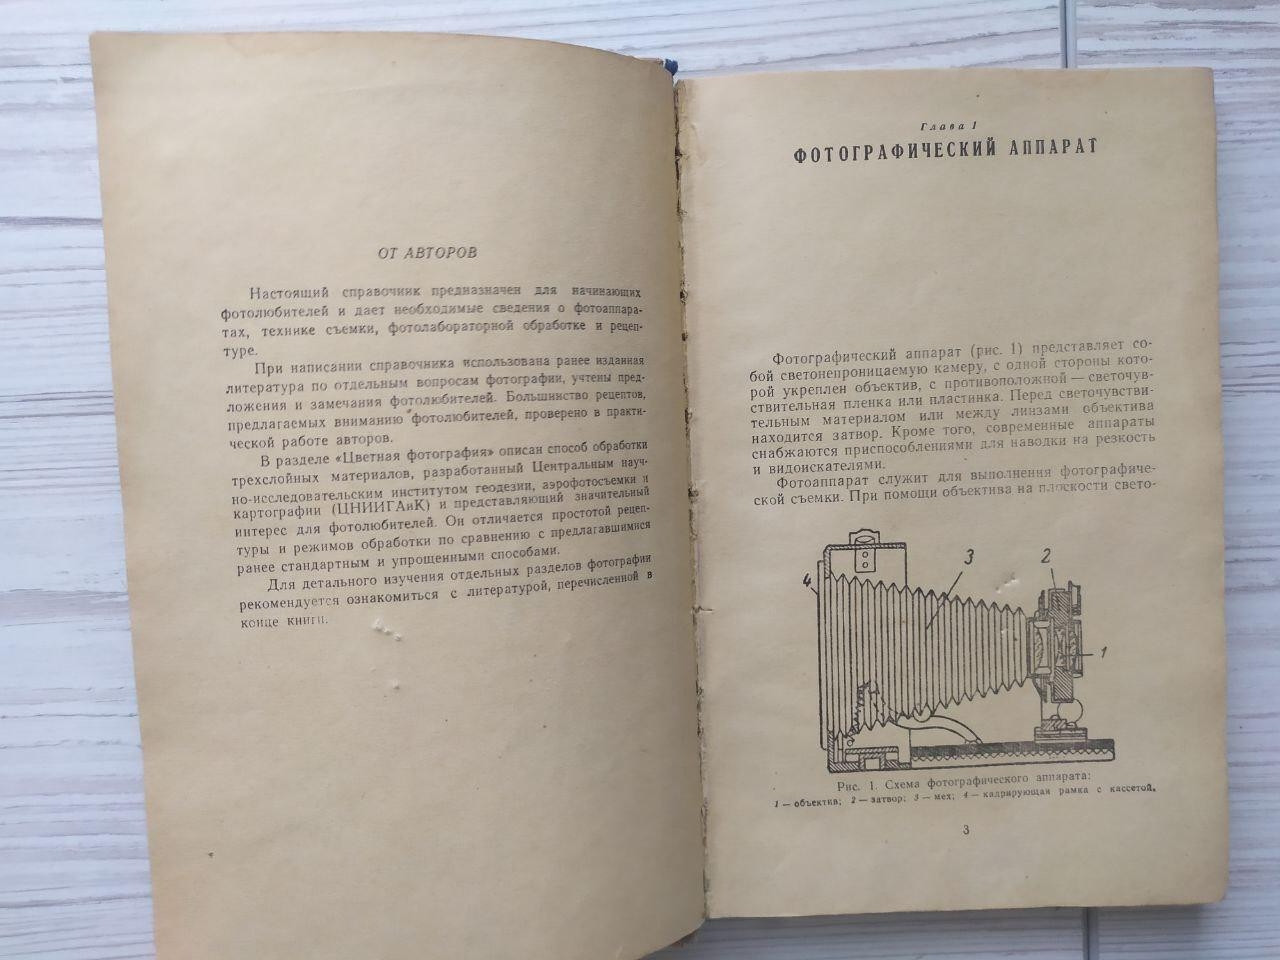 ОТ АВТОРОВ
Настоящий справочник предназначен для начинающих
фотолюбителей и дает необходимые сведения о фотоаппара-
тах, технике съемки, фотолабораторной обработке и рецеп-
туре.
При написании справочника использована ранее изданная
литература по отдельным вопросам фотографии, учтены пред-
ложения и замечания фотолюбителей. Большинство рецептов,
предлагаемых вниманию фотолюбителей, проверено в практи-
ческой работе авторов.
В разделе «Цветная фотография» описан способ обработки
трехслойных материалов, разработанный Центральным науч-
но-исследовательским институтом геодезии, аэрофотосъемки и
картографии (ЦНИИГАиК) и представляющий значительный
интерес для фотолюбителей. Он отличается простотой рецеп-
туры и режимов обработки по сравнению с предлагавшимися
ранее стандартным и упрощенными способами.
Для детального изучения отдельных разделов фотографии
рекомендуется ознакомиться с литературой, перечисленной в
конце книги.
Глава 1
ФОТОГРАФИЧЕСКИЙ АППАРАТ
Фотографический аппарат (рис. 1) представляет со-
бой светонепроницаемую камеру, с одной стороны кото-
рой укреплен объектив, с противоположной — светочув-
ствительная пленка или пластинка. Перед светочувстви-
тельным материалом или между линзами объектива
находится затвор. Кроме того, современные аппараты
снабжаются приспособлениями для наводки на резкость
и видоискателями.
Фотоаппарат служит для выполнения фотографиче-
ской съемки. При помощи объектива на плоскости свето-
4
3
2
1
Рис. 1. Схема фотографического аппарата:
1 — объектив; 2 — затвор; 3 — мех; 4 — кадрирующая рамка с кассетой.
3